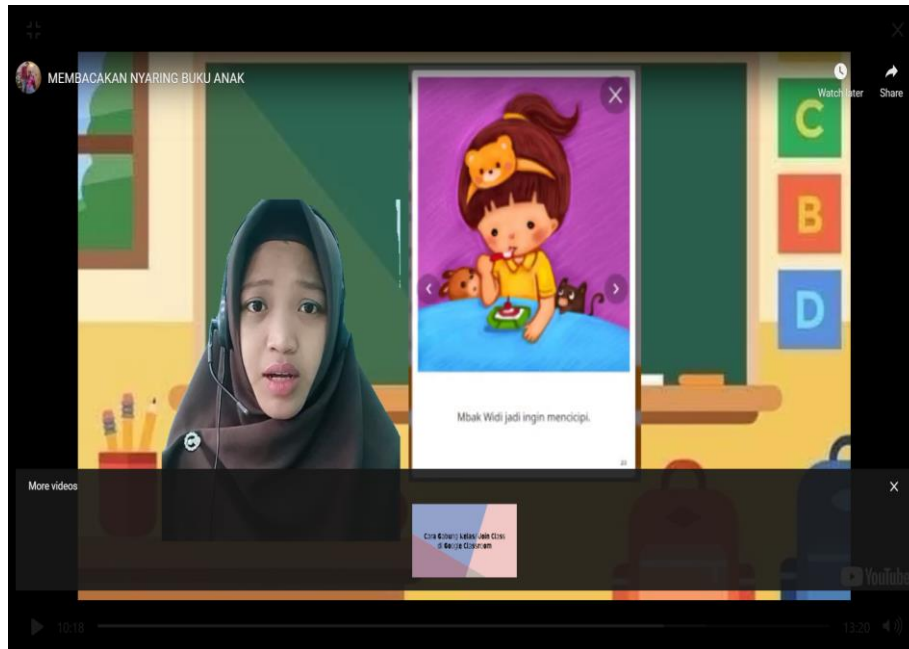 MEMBACAKAN NYARING BUKU ANAK
Watch later
Share
C
B
D
Mbak Widi jadi ingin mencicipi.
More videos
Cara Gabung Kelas/Join Class
di Google Classroom
YouTube
10:18
13:20